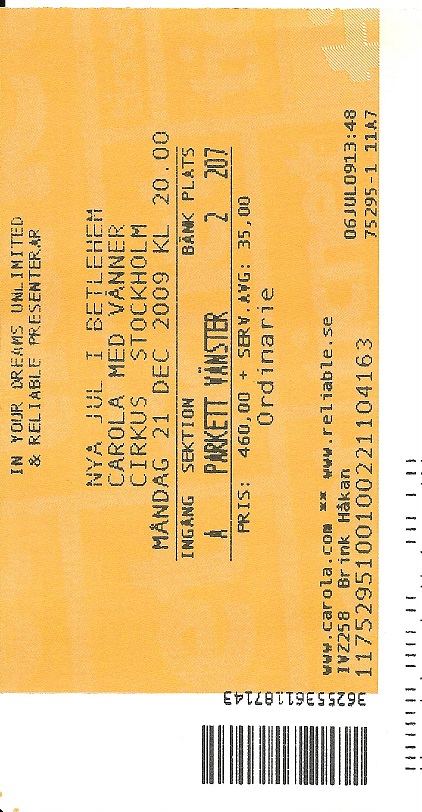 IN YOUR DREAMS UNLIMITED
& RELIABLE PRESENTERAR
NYA JUL I BETLEHEM
CAROLA MED VÄNNER
CIRKUS STOCKHOLM
MÅNDAG 21 DEC 2009 KL 20.00
INGÅNG SEKTION BÄNK PLATS
A PARKETT VÄNSTER 2 207
PRIS: 460,00 + SERV.AVG: 35,00
Ordinarie
www.carola.com ** www.reliable.se
IVZ258 Brink Håkan 06JUL0913:48
1175295100100221104163 75295-1 11A7
36255361187143